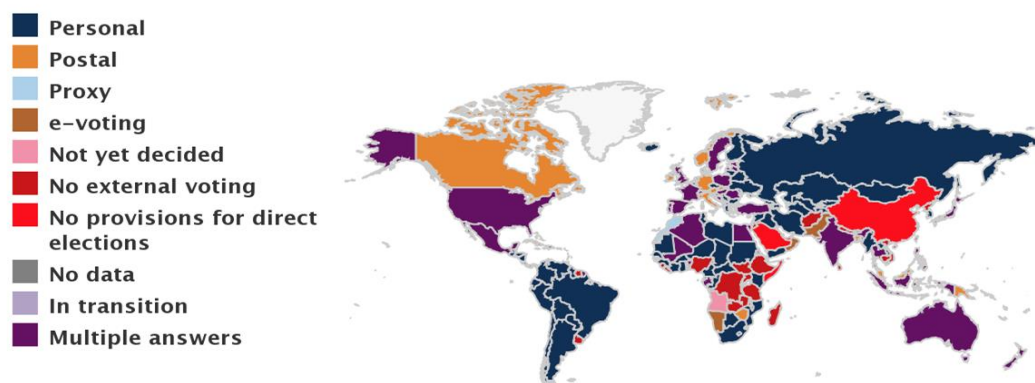 Personal
Postal
Proxy
e-voting
Not yet decided
No external voting
No provisions for direct
elections
No data
In transition
Multiple answers